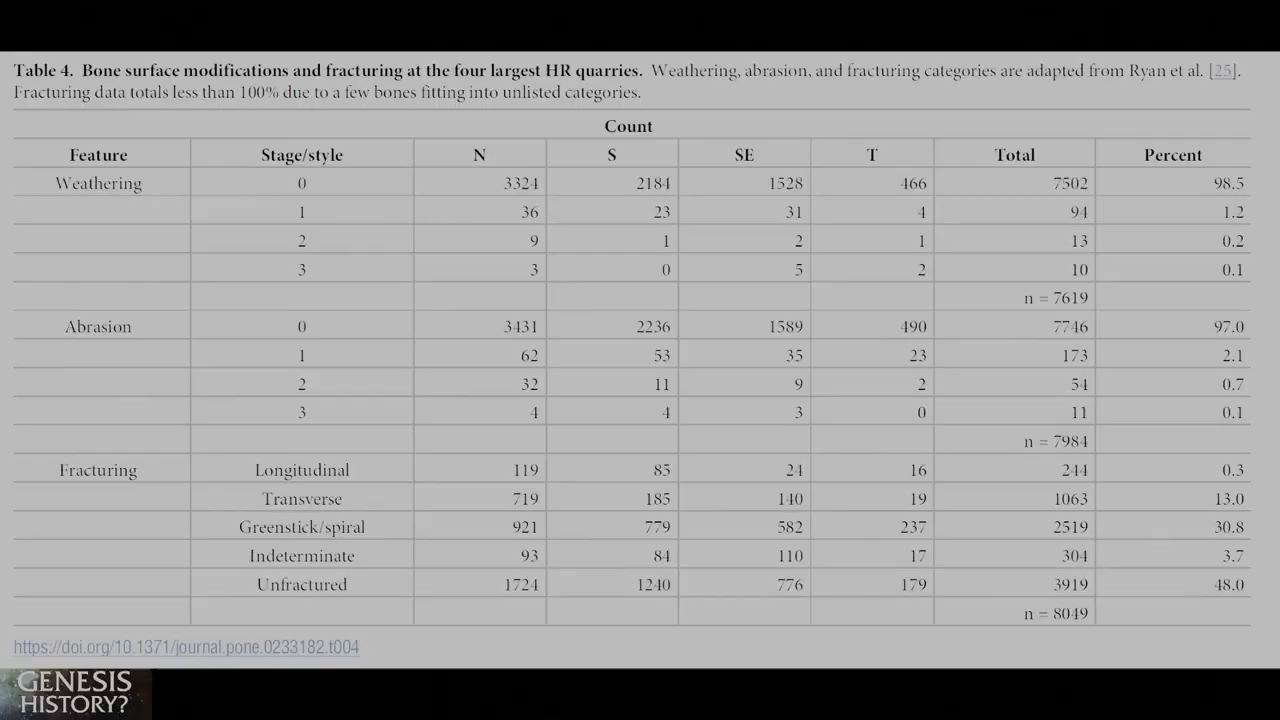 Table 4. Bone surface modifications and fracturing at the four largest HR quarries. Weathering, abrasion, and fracturing categories are adapted from Ryan et al. [25].
Fracturing data totals less than 100% due to a few bones fitting into unlisted categories.
Count
Feature Stage/style N S SE T Total Percent
Weathering 0 3324 2184 1528 466 7502 98.5
1 36 23 31 4 94 1.2
2 9 1 2 1 13 0.2
3 3 0 5 2 10 0.1
n = 7619
Abrasion 0 3431 2236 1589 490 7746 97.0
1 62 53 35 23 173 2.1
2 32 11 9 2 54 0.7
3 4 4 3 0 11 0.1
n = 7984
Fracturing Longitudinal 119 85 24 16 244 0.3
Transverse 719 185 140 19 1063 13.0
Greenstick/spiral 921 779 582 237 2519 30.8
Indeterminate 93 84 110 17 304 3.7
Unfractured 1724 1240 776 179 3919 48.0
n = 8049
https://doi.org/10.1371/journal.pone.0233182.t004
GENESIS
HISTORY?